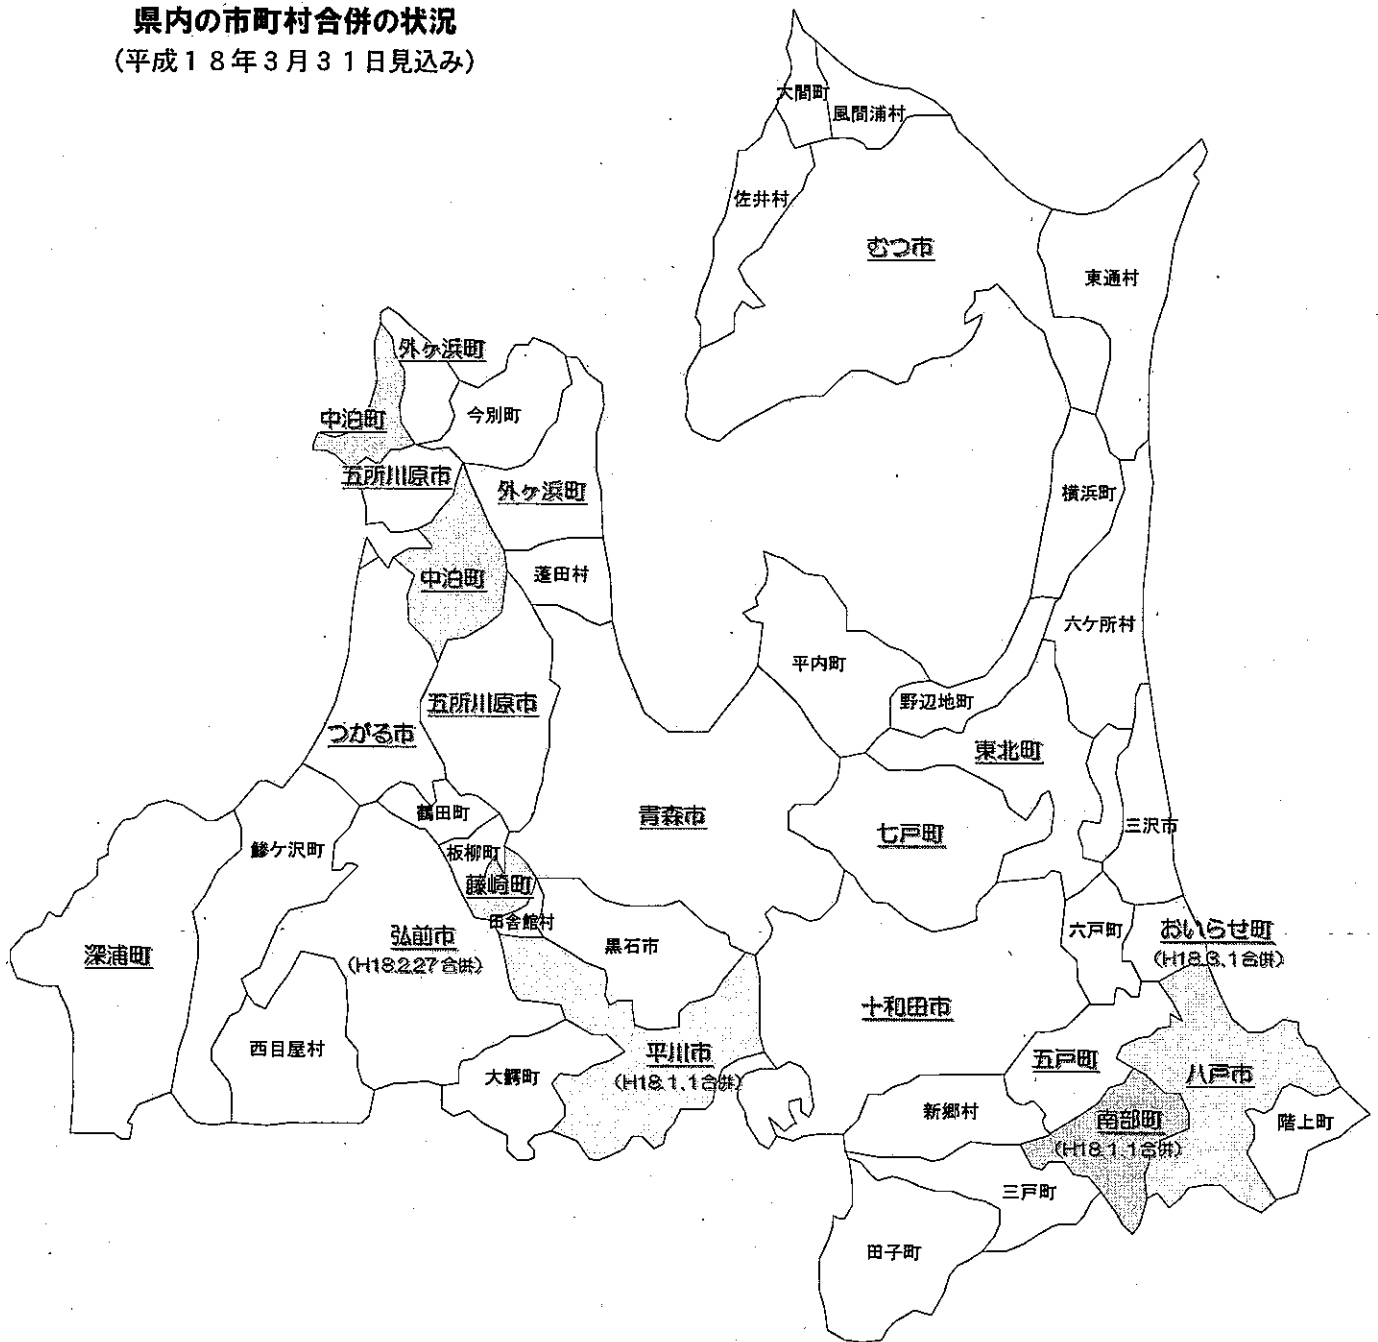 県内の市町村合併の状況
(平成１８年３月３１日見込み)
大間町
風間浦村
佐井村
むつ市
東通村
外ヶ浜町
中泊町
今別町
五所川原市
外ヶ浜町
横浜町
中泊町
蓬田村
六ケ所村
平内町
野辺地町
五所川原市
つがる市
東北町
青森市
鶴田町
七戸町
三沢市
鰺ケ沢町
板柳町
藤崎町
田舎館村
六戸町
おいらせ町
(H18.3.1合併)
弘前市
(H18.2.27合併)
黒石市
深浦町
十和田市
西目屋村
平川市
(H18.1.1合併)
五戸町
大鰐町
八戸市
新郷村
南部町
(H18.1.1合併)
階上町
三戸町
田子町